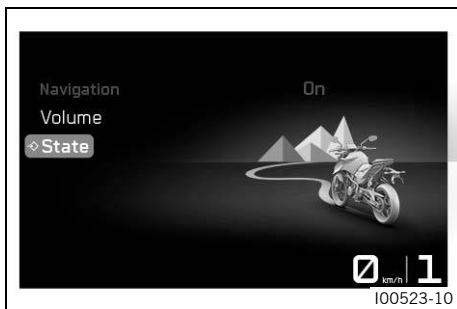 Navigation On
Volume
State
0 km/h 1
I00523-10